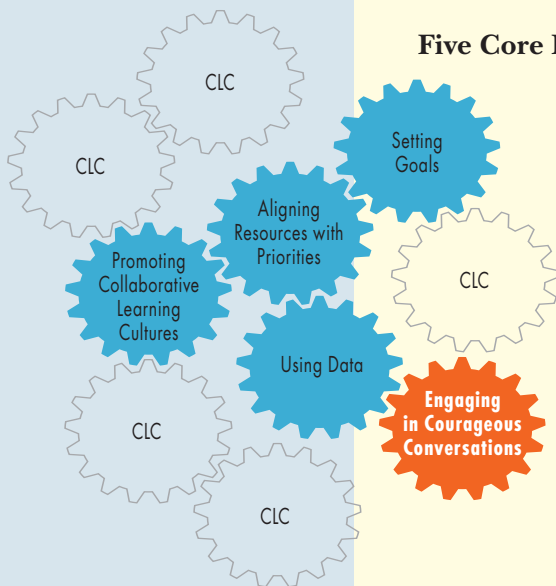 Five Core
CLC
Setting
Goals
CLC
Aligning
Resources with
Priorities
Promoting
Collaborative
Learning
Cultures
CLC
Using Data
Engaging
in Courageous
Conversations
CLC
CLC